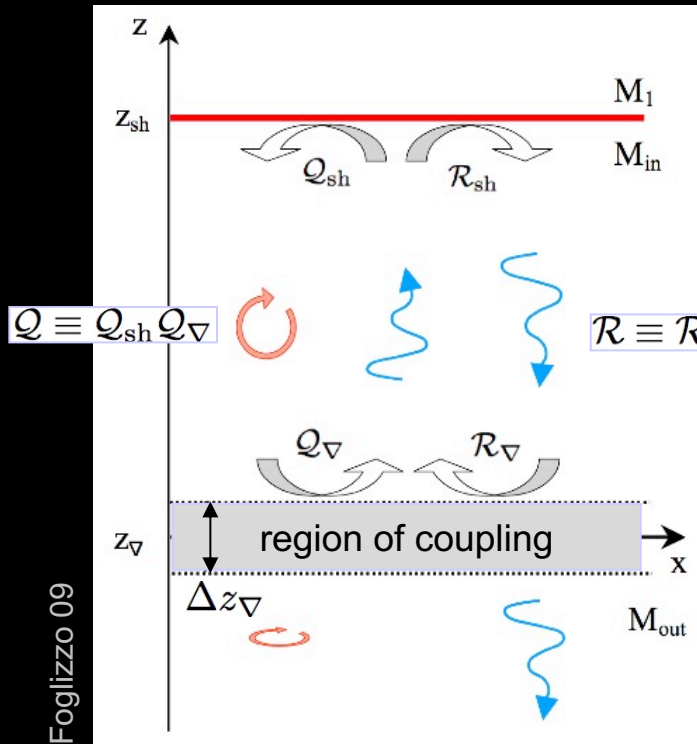 z
z_sh
M_1
M_in
𝒬_sh
ℛ_sh
𝒬 ≡ 𝒬_sh 𝒬_∇
ℛ ≡ ℛ
𝒬_∇
ℛ_∇
z_∇
region of coupling
x
Δz_∇
M_out
Foglizzo 09